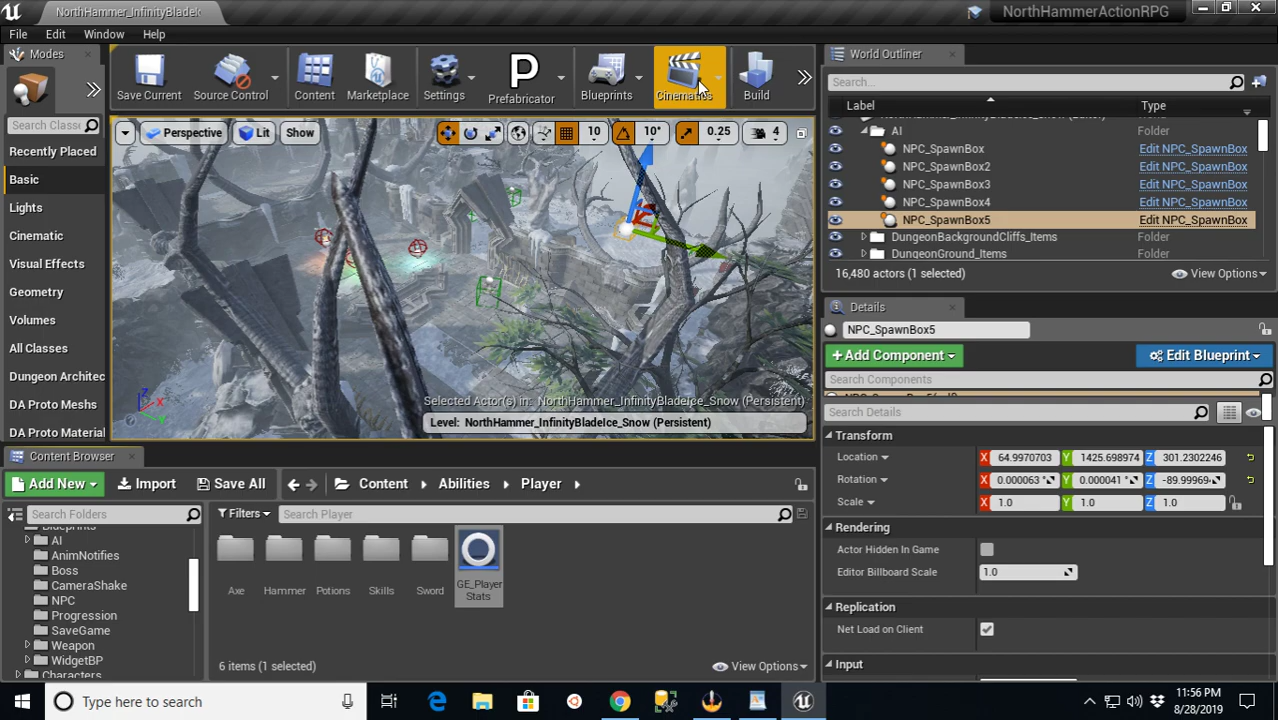 NorthHammer_InfinityBladeIc
NorthHammerActionRPG
File Edit Window Help
Modes
World Outliner
Save Current
Source Control
Content
Marketplace
Settings
Prefabricator
Blueprints
Cinematics
Build
Search...
Label
Type
Search Classe
Recently Placed
Basic
Lights
Cinematic
Visual Effects
Geometry
Volumes
All Classes
Dungeon Architec
DA Proto Meshs
DA Proto Material
Perspective
Lit
Show
10
10°
0.25
4
Selected Actor(s) in: NorthHammer_InfinityBladeIce_Snow (Persistent)
Level: NorthHammer_InfinityBladeIce_Snow (Persistent)
AI Folder
NPC_SpawnBox Edit NPC_SpawnBox
NPC_SpawnBox2 Edit NPC_SpawnBox
NPC_SpawnBox3 Edit NPC_SpawnBox
NPC_SpawnBox4 Edit NPC_SpawnBox
NPC_SpawnBox5 Edit NPC_SpawnBox
DungeonBackgroundCliffs_Items Folder
DungeonGround_Items Folder
16,480 actors (1 selected)
View Options
Details
NPC_SpawnBox5
+Add Component
Edit Blueprint
Search Components
Search Details
Transform
Location X 64.9970703 Y 1425.698974 Z 301.2302246
Rotation X 0.000063 ° Y 0.000041 ° Z -89.99969
Scale X 1.0 Y 1.0 Z 1.0
Rendering
Actor Hidden In Game
Editor Billboard Scale 1.0
Replication
Net Load on Client
Input
Content Browser
Add New
Import
Save All
Content
Abilities
Player
Search Folders
Filters
Search Player
Blueprints
AI
AnimNotifies
Boss
CameraShake
NPC
Progression
SaveGame
Weapon
WidgetBP
Characters
Axe
Hammer
Potions
Skills
Sword
GE_Player
Stats
6 items (1 selected)
View Options
Type here to search
11:56 PM
8/28/2019